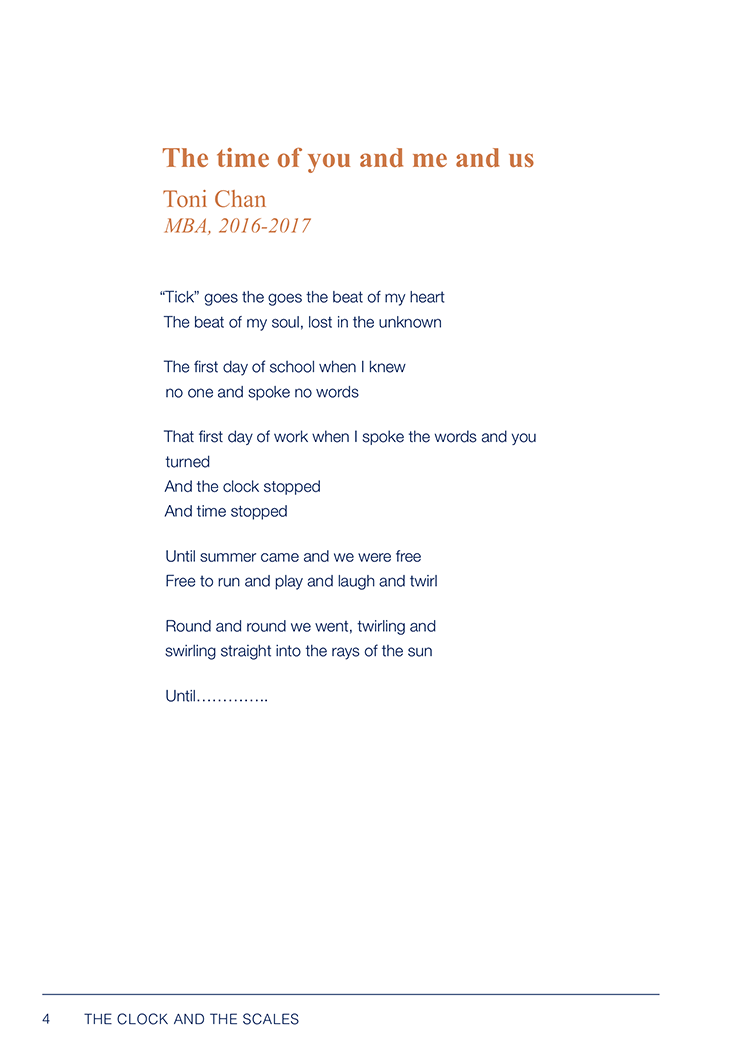 The time of you and me and us
Toni Chan
MBA, 2016-2017
“Tick” goes the goes the beat of my heart
The beat of my soul, lost in the unknown
The first day of school when I knew
no one and spoke no words
That first day of work when I spoke the words and you
turned
And the clock stopped
And time stopped
Until summer came and we were free
Free to run and play and laugh and twirl
Round and round we went, twirling and
swirling straight into the rays of the sun
Until…………..
4 THE CLOCK AND THE SCALES